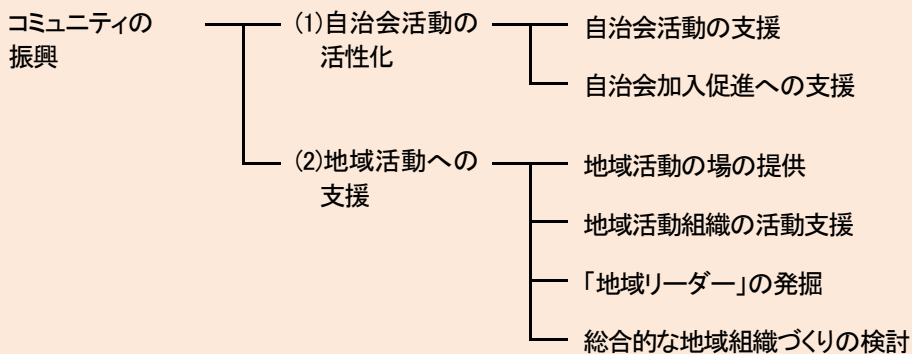 コミュニティの
振興
(1)自治会活動の
活性化
自治会活動の支援
自治会加入促進への支援
(2)地域活動への
支援
地域活動の場の提供
地域活動組織の活動支援
「地域リーダー」の発掘
総合的な地域組織づくりの検討